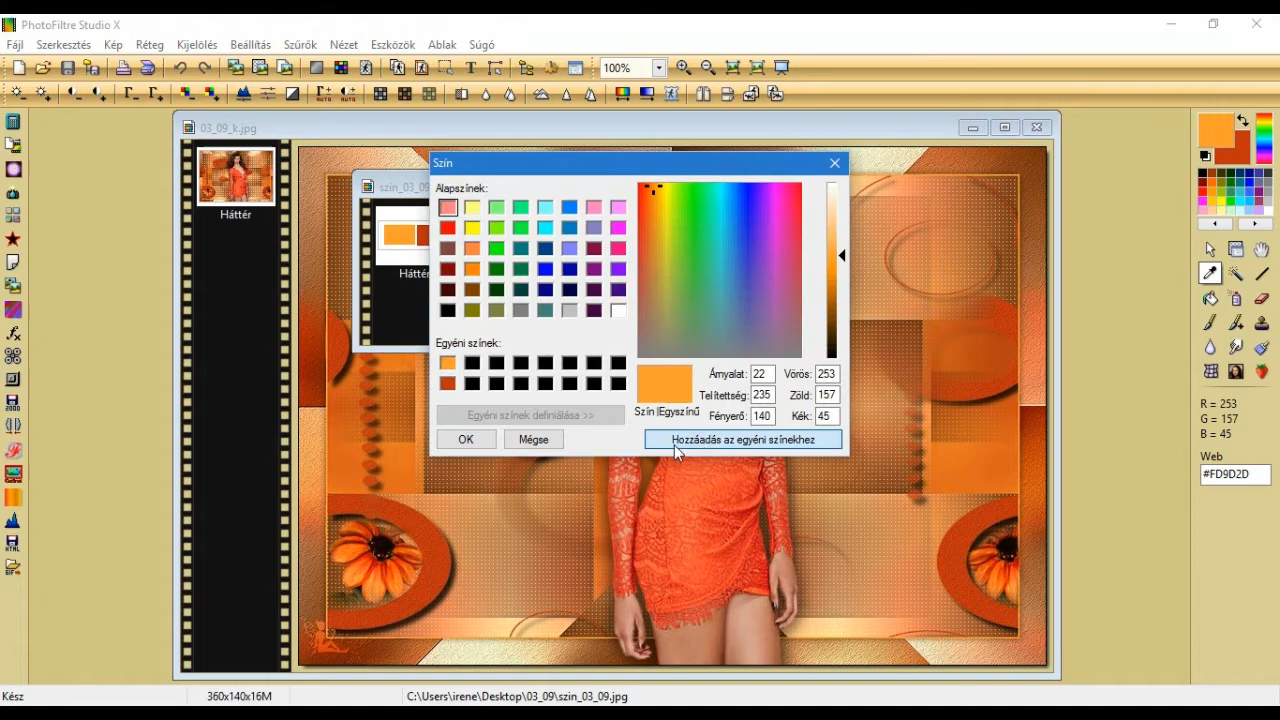 PhotoFiltre Studio X
Fájl Szerkesztés Kép Réteg Kijelölés Beállítás Szűrők Nézet Eszközök Ablak Súgó
100%
03_09_k.jpg
Háttér
szin_03_09
Háttér
Szín
Alapszínek:
Egyéni színek:
Egyéni színek definiálása >>
OK
Mégse
Szín |Egyszínű
Árnyalat: 22
Telítettség: 235
Fényerő: 140
Vörös: 253
Zöld: 157
Kék: 45
Hozzáadás az egyéni színekhez
R = 253
G = 157
B = 45
Web
#FD9D2D
Kész
360x140x16M
C:\Users\irene\Desktop\03_09\szin_03_09.jpg